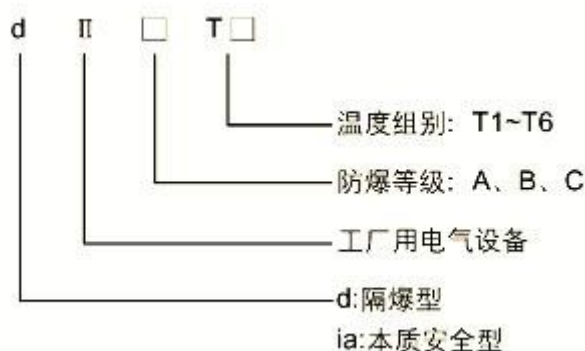 d Ⅱ □ T □
温度组别: T1~T6
防爆等级: A、B、C
工厂用电气设备
d:隔爆型
ia:本质安全型